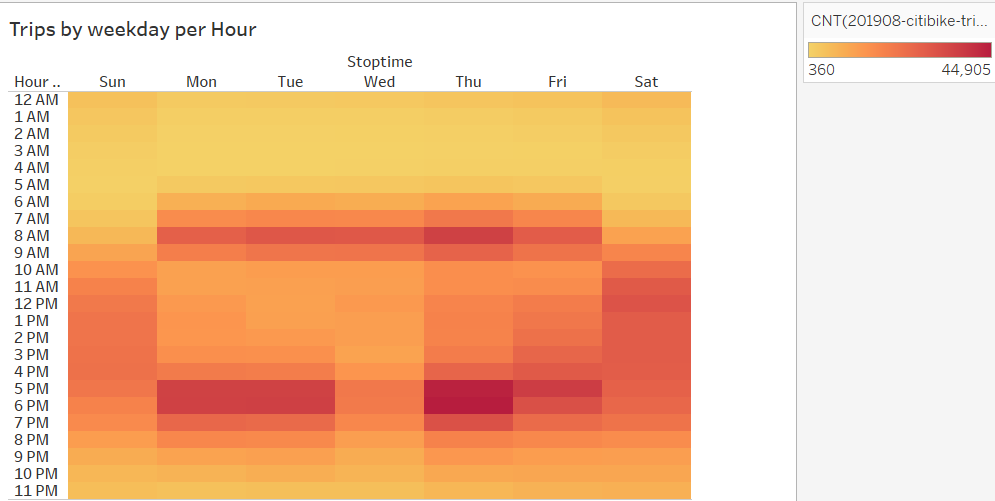 Trips by weekday per Hour
Stoptime
Hour .. Sun Mon Tue Wed Thu Fri Sat
12 AM
1 AM
2 AM
3 AM
4 AM
5 AM
6 AM
7 AM
8 AM
9 AM
10 AM
11 AM
12 PM
1 PM
2 PM
3 PM
4 PM
5 PM
6 PM
7 PM
8 PM
9 PM
10 PM
11 PM
CNT(201908-citibike-tri...
360 44,905